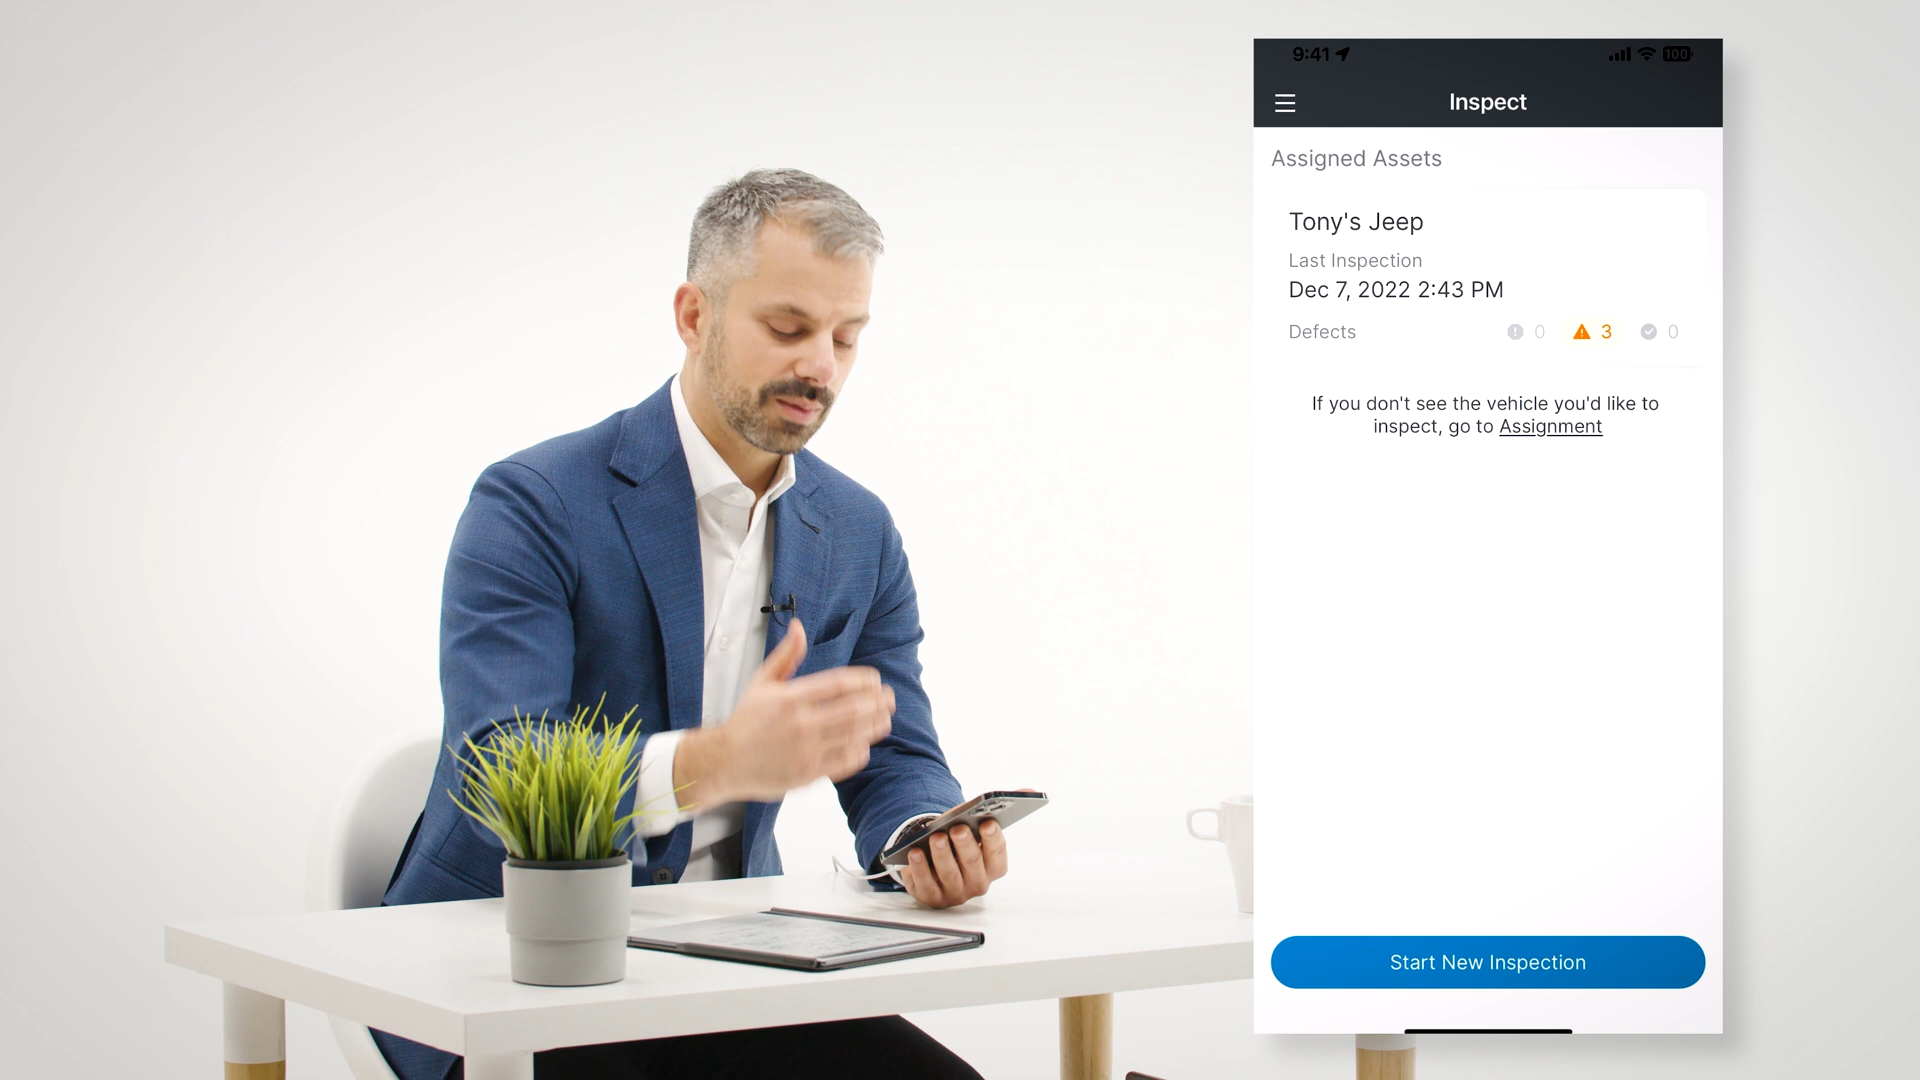 9:41
100
Inspect
Assigned Assets
Tony's Jeep
Last Inspection
Dec 7, 2022 2:43 PM
Defects 0 3 0
If you don't see the vehicle you'd like to
inspect, go to Assignment
Start New Inspection